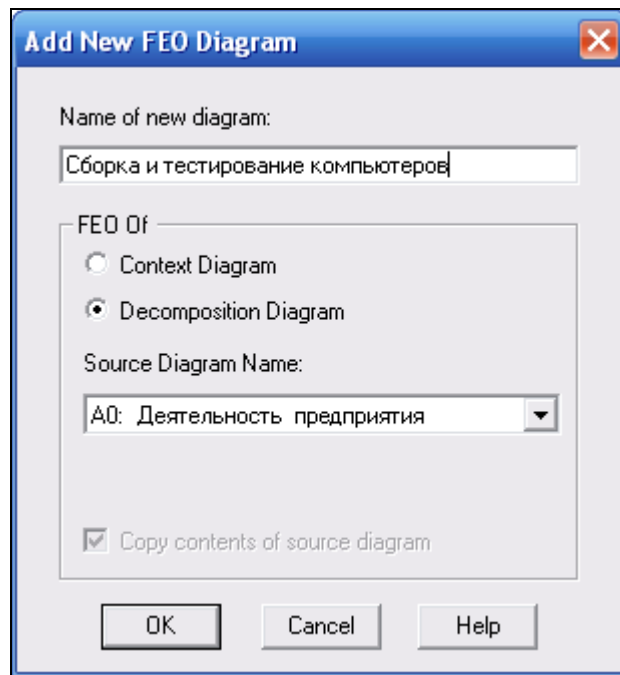 Add New FEO Diagram
Name of new diagram:
Сборка и тестирование компьютеров
FEO Of
Context Diagram
Decomposition Diagram
Source Diagram Name:
А0: Деятельность предприятия
Copy contents of source diagram
OK
Cancel
Help